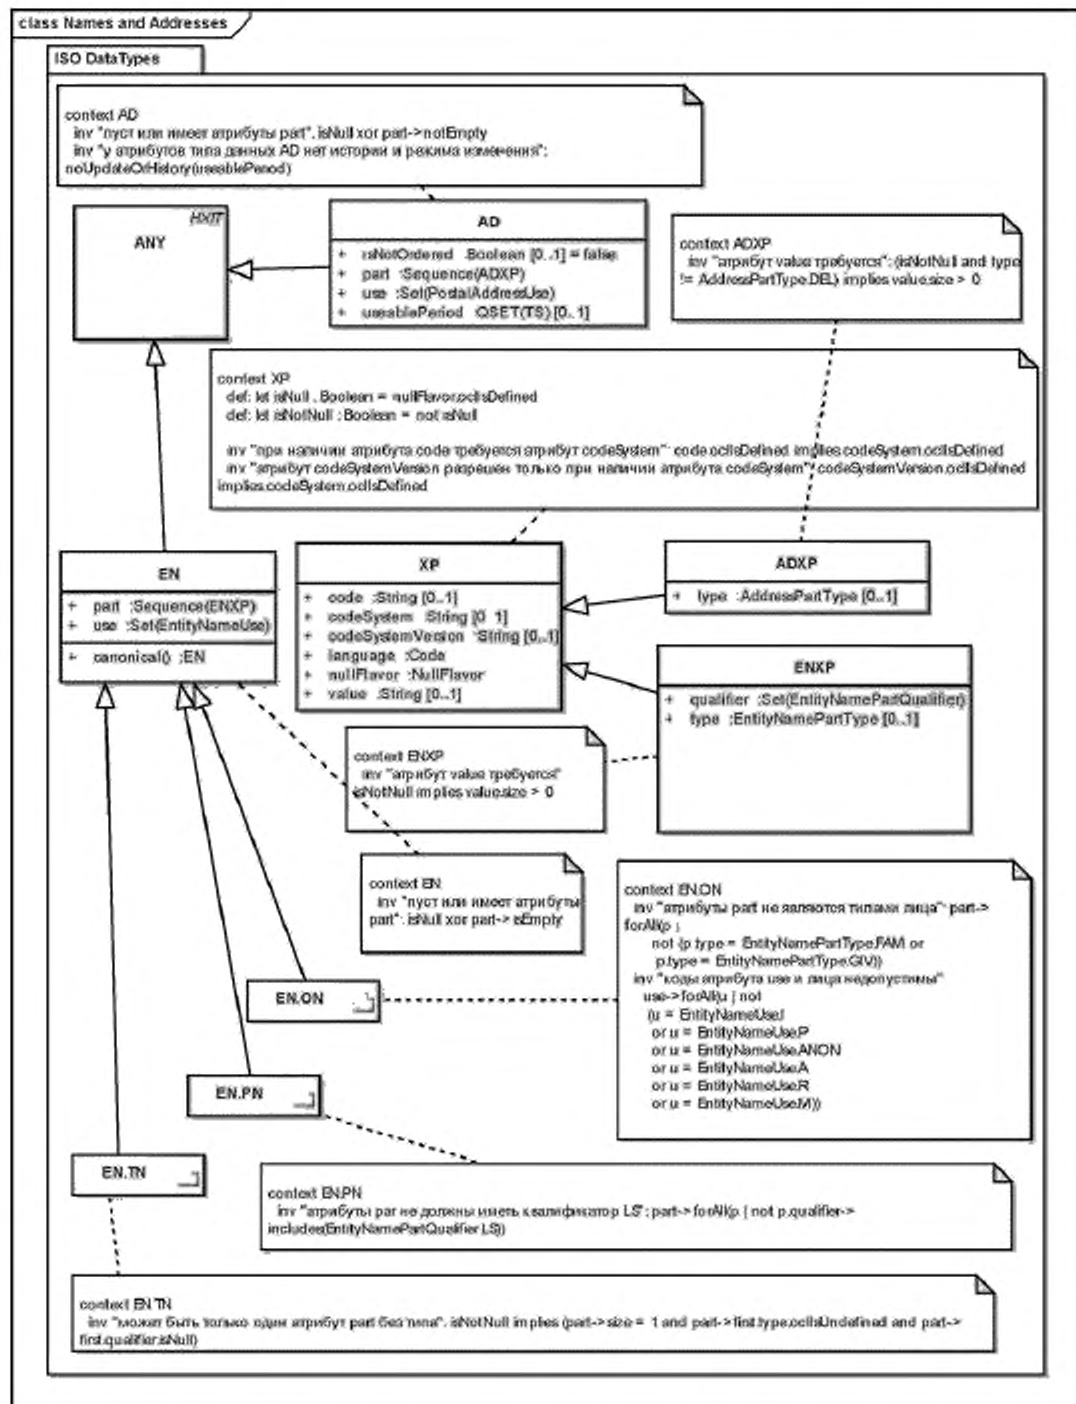 class Names and Addresses
ISO DataTypes
context AD
inv "пуст или имеет атрибуты part". isNull xor part->notEmpty
inv "у атрибутов типа данных AD нет истории и режима изменения":
noUpdateOrHistory(useablePeriod)
HXIT
ANY
AD
+ isNotOrdered :Boolean [0..1] = false
+ part :Sequence(ADXP)
+ use :Set(PostalAddressUse)
+ useablePeriod QSET(TS) [0..1]
context ADXP
inv "атрибут value требуется": (isNotNull and type
!= AddressPartType.DEL) implies value.size > 0
context XP
def: let isNull : Boolean = nullFlavor.oclIsDefined
def: let isNotNull : Boolean = not isNull
inv "при наличии атрибута code требуется атрибут codeSystem": code.oclIsDefined implies codeSystem.oclIsDefined
inv "атрибут codeSystemVersion разрешен только при наличии атрибута codeSystem": codeSystemVersion.oclIsDefined
implies codeSystem.oclIsDefined
EN
+ part :Sequence(ENXP)
+ use :Set(EntityNameUse)
+ canonical() :EN
XP
+ code :String [0..1]
+ codeSystem String [0 1]
+ codeSystemVersion :String [0..1]
+ language :Code
+ nullFlavor :NullFlavor
+ value :String [0..1]
ADXP
+ type :AddressPartType [0..1]
ENXP
+ qualifier :Set(EntityNamePartQualifier)
+ type :EntityNamePartType [0..1]
context ENXP
inv "атрибут value требуется"
isNotNull implies value.size > 0
context EN
inv "пуст или имеет атрибуты
part": isNull xor part-> isEmpty
context EN.ON
inv "атрибуты part не являются типами лица": part->
forAll(p |
not (p.type = EntityNamePartType.FAM or
p.type = EntityNamePartType.GIV))
inv "коды атрибута use и лица недопустимы"
use->forAll(u | not
(u = EntityNameUse.I
or u = EntityNameUse.P
or u = EntityNameUse.ANON
or u = EntityNameUse.A
or u = EntityNameUse.R
or u = EntityNameUse.M))
EN.ON
EN.PN
EN.TN
context EN.PN
inv "атрибуты par не должны иметь квалификатор LS": part->forAll(p | not p.qualifier->
includes(EntityNamePartQualifier.LS))
context EN TN
inv "может быть только один атрибут part без типа". isNotNull implies (part->size = 1 and part->first.type.oclIsUndefined and part->
first.qualifier.isNull)